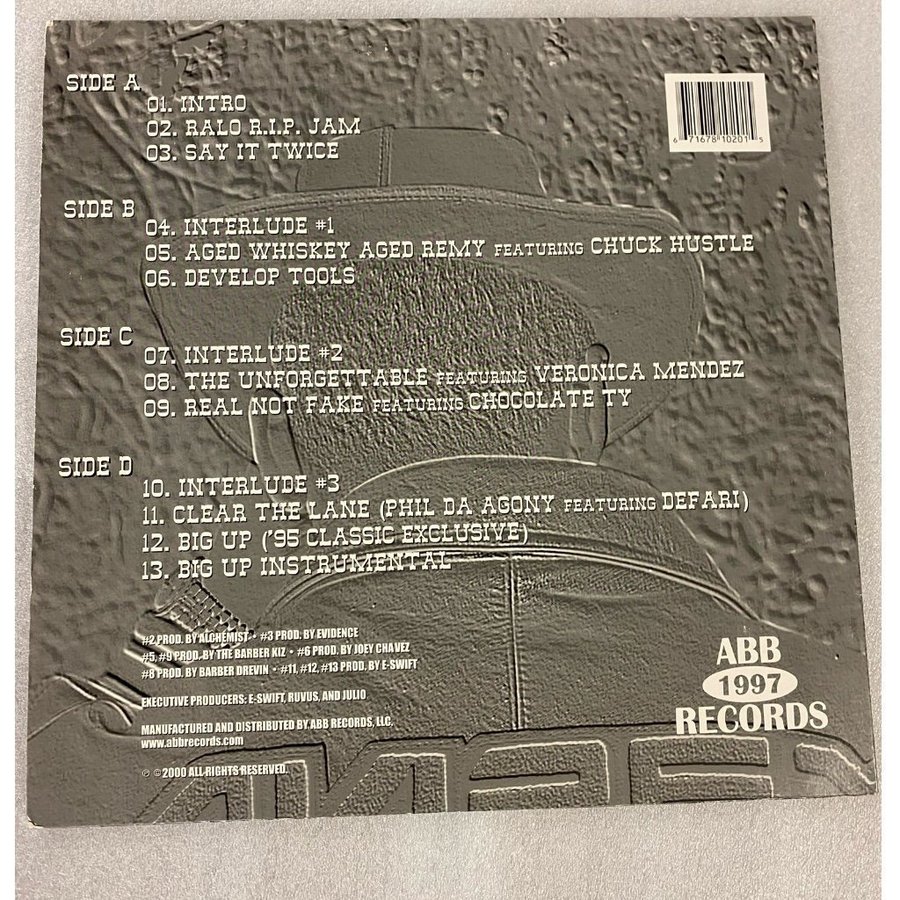 SIDE A
01. INTRO
02. RALO R.I.P. JAM
03. SAY IT TWICE
6 71678 10201 5
SIDE B
04. INTERLUDE #1
05. AGED WHISKEY AGED REMY FEATURING CHUCK HUSTLE
06. DEVELOP TOOLS
SIDE C
07. INTERLUDE #2
08. THE UNFORGETTABLE FEATURING VERONICA MENDEZ
09. REAL NOT FAKE FEATURING CHOCOLATE TY
SIDE D
10. INTERLUDE #3
11. CLEAR THE LANE (PHIL DA AGONY FEATURING DEFARI)
12. BIG UP ('95 CLASSIC EXCLUSIVE)
13. BIG UP INSTRUMENTAL
#2 PROD. BY ALCHEMIST • #3 PROD. BY EVIDENCE
#5, #9 PROD. BY THE BARBER KIZ • #6 PROD. BY JOEY CHAVEZ
#8 PROD. BY BARBER DREVIN • #11, #12, #13 PROD. BY E-SWIFT
EXECUTIVE PRODUCERS: E-SWIFT, RUVUS, AND JULIO
MANUFACTURED AND DISTRIBUTED BY ABB RECORDS, LLC.
www.abbrecords.com
℗ © 2000 ALL RIGHTS RESERVED.
ABB
1997
RECORDS